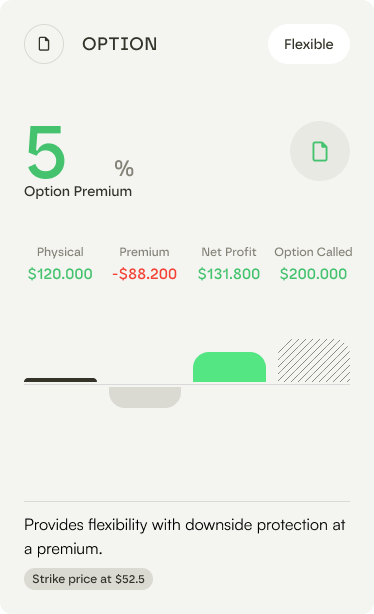 OPTION
Flexible
5 %
Option Premium
Physical Premium Net Profit Option Called
$120.000 -$88.200 $131.800 $200.000
Provides flexibility with downside protection at
a premium.
Strike price at $52.5